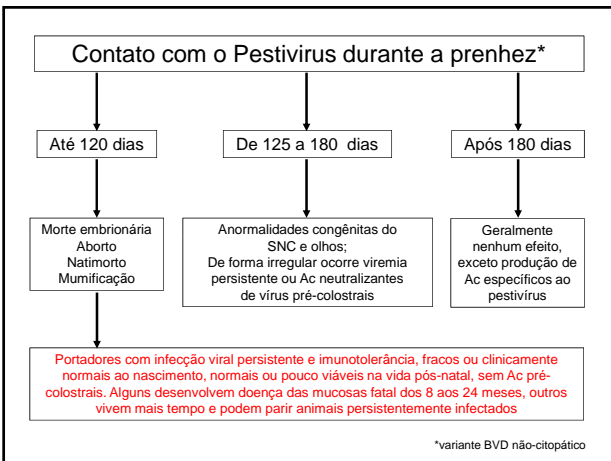 Contato com o Pestivirus durante a prenhez*
Até 120 dias
De 125 a 180 dias
Após 180 dias
Morte embrionária
Aborto
Natimorto
Mumificação
Anormalidades congênitas do
SNC e olhos;
De forma irregular ocorre viremia
persistente ou Ac neutralizantes
de vírus pré-colostrais
Geralmente
nenhum efeito,
exceto produção de
Ac específicos ao
pestivírus
Portadores com infecção viral persistente e imunotolerância, fracos ou clinicamente
normais ao nascimento, normais ou pouco viáveis na vida pós-natal, sem Ac pré-
colostrais. Alguns desenvolvem doença das mucosas fatal dos 8 aos 24 meses, outros
vivem mais tempo e podem parir animais persistentemente infectados
*variante BVD não-citopático